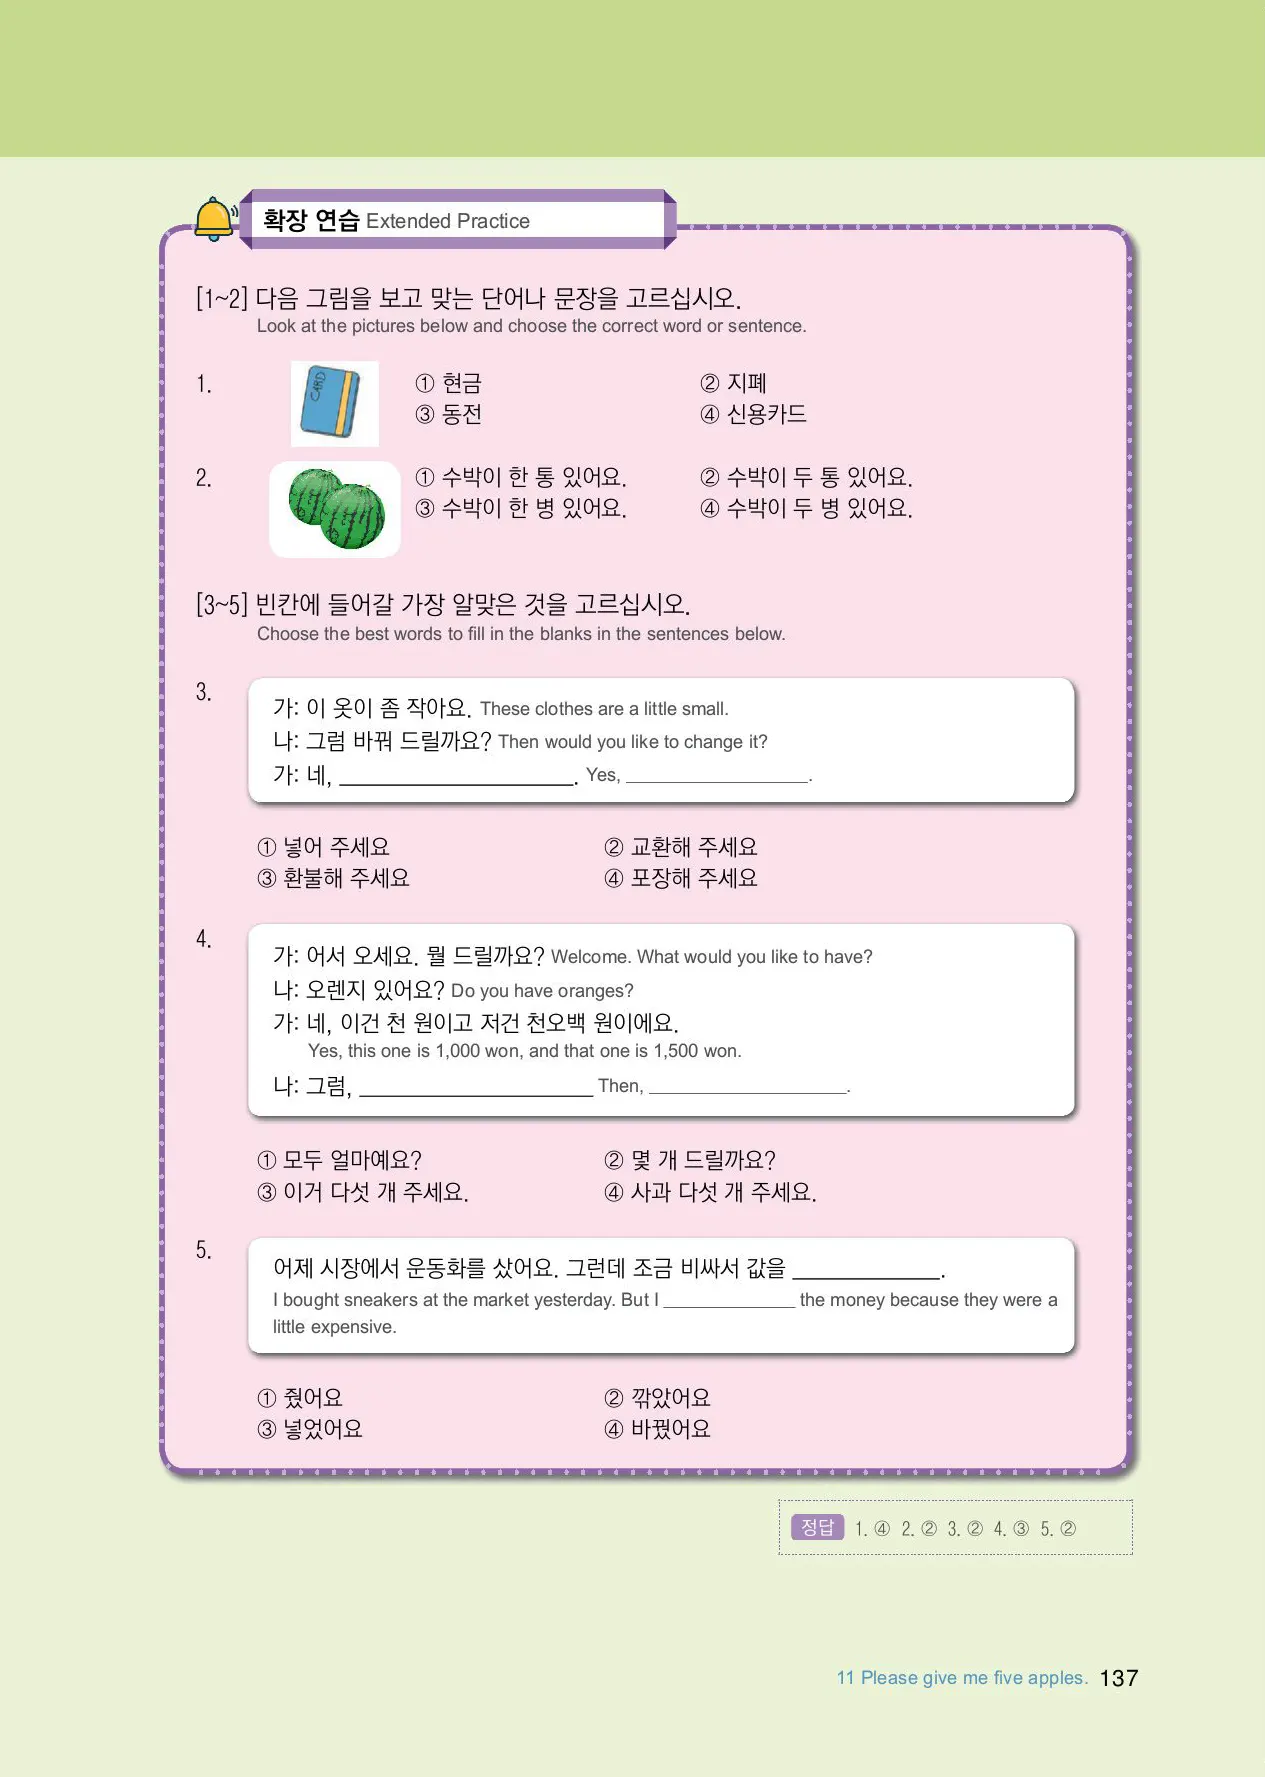 확장 연습 Extended Practice
[1~2] 다음 그림을 보고 맞는 단어나 문장을 고르십시오.
Look at the pictures below and choose the correct word or sentence.
1.
CARD
① 현금 ② 지폐
③ 동전 ④ 신용카드
2.
① 수박이 한 통 있어요. ② 수박이 두 통 있어요.
③ 수박이 한 병 있어요. ④ 수박이 두 병 있어요.
[3~5] 빈칸에 들어갈 가장 알맞은 것을 고르십시오.
Choose the best words to fill in the blanks in the sentences below.
3.
가: 이 옷이 좀 작아요. These clothes are a little small.
나: 그럼 바꿔 드릴까요? Then would you like to change it?
가: 네, ____________________. Yes, __________________.
① 넣어 주세요 ② 교환해 주세요
③ 환불해 주세요 ④ 포장해 주세요
4.
가: 어서 오세요. 뭘 드릴까요? Welcome. What would you like to have?
나: 오렌지 있어요? Do you have oranges?
가: 네, 이건 천 원이고 저건 천오백 원이에요.
Yes, this one is 1,000 won, and that one is 1,500 won.
나: 그럼, ____________________ Then, ____________________.
① 모두 얼마예요? ② 몇 개 드릴까요?
③ 이거 다섯 개 주세요. ④ 사과 다섯 개 주세요.
5.
어제 시장에서 운동화를 샀어요. 그런데 조금 비싸서 값을 _____________.
I bought sneakers at the market yesterday. But I _____________ the money because they were a
little expensive.
① 줬어요 ② 깎았어요
③ 넣었어요 ④ 바꿨어요
정답 1. ④ 2. ② 3. ② 4. ③ 5. ②
11 Please give me five apples. 137